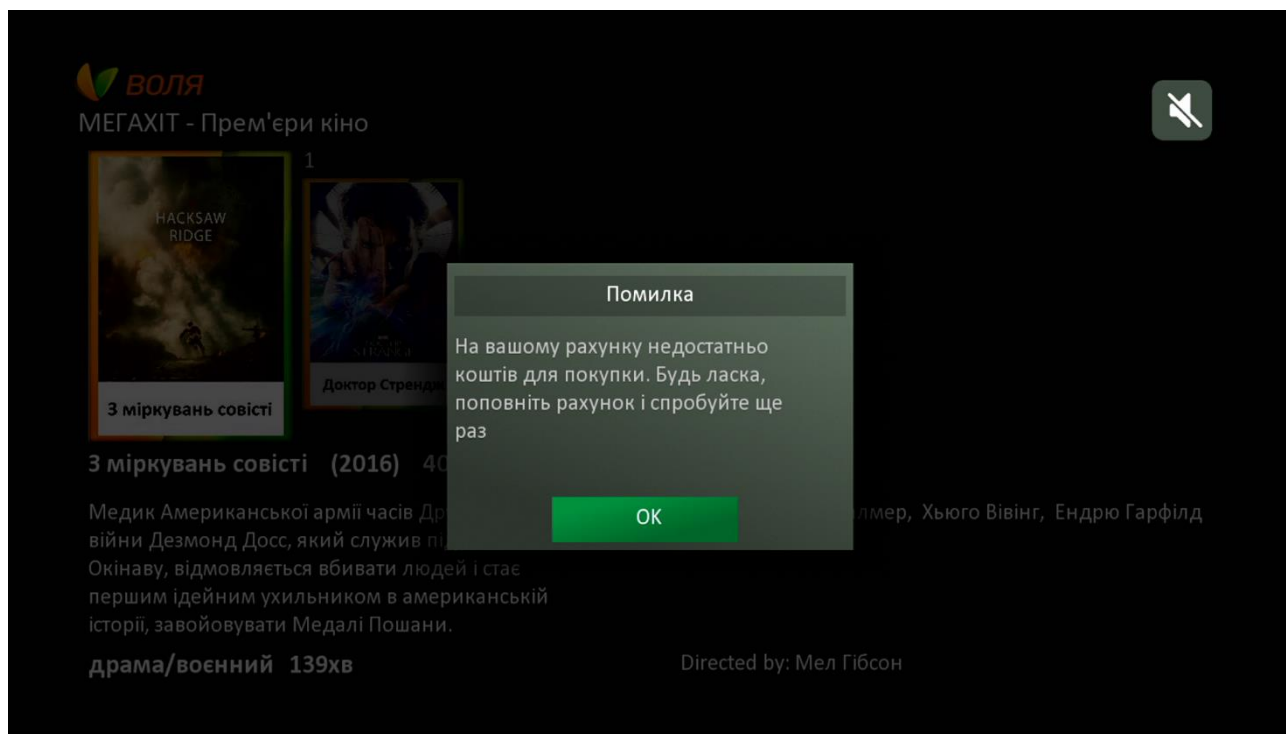 воля
МЕГАХІТ - Прем'єри кіно
1
HACKSAW
RIDGE
З міркувань совісті
STRANGE
Доктор Стрендж
Помилка
На вашому рахунку недостатньо
коштів для покупки. Будь ласка,
поповніть рахунок і спробуйте ще
раз
OK
З міркувань совісті (2016) 40
Медик Американської армії часів
війни Дезмонд Досс, який служив
Окінаву, відмовляється вбивати людей і стає
першим ідейним ухильником в американській
історії, завойовувати Медалі Пошани.
Хьюго Вівінг, Ендрю Гарфілд
драма/воєнний 139хв
Directed by: Мел Гібсон